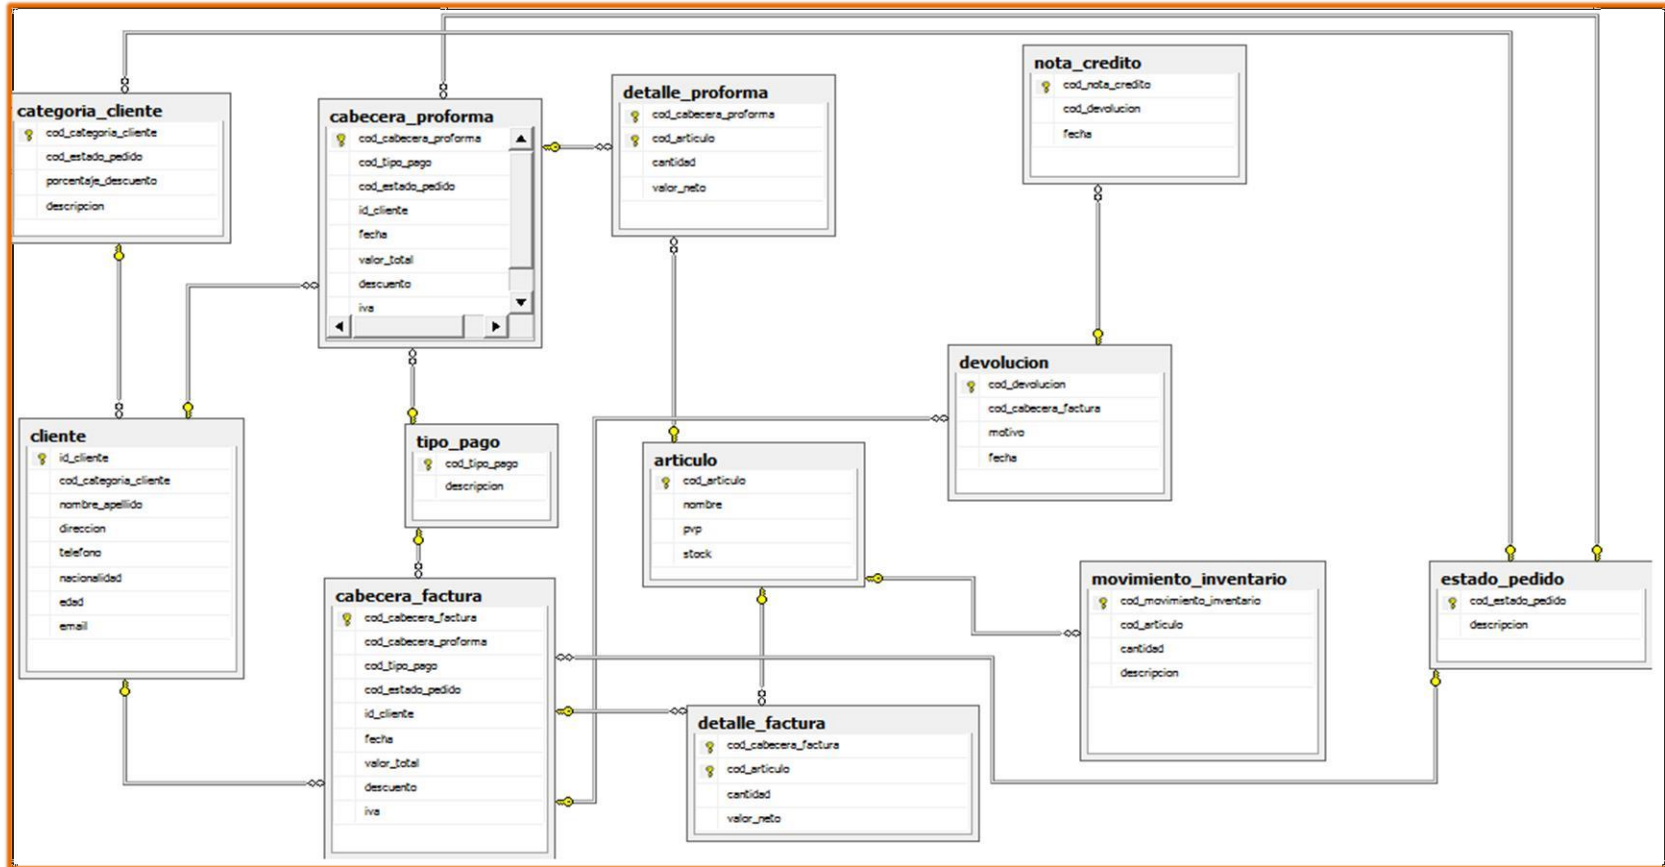 categoria_cliente
cod_categoria_cliente
cod_estado_pedido
porcentaje_descuento
descripcion
cabecera_proforma
cod_cabecera_proforma
cod_tipo_pago
cod_estado_pedido
id_cliente
fecha
valor_total
descuento
iva
detalle_proforma
cod_cabecera_proforma
cod_articulo
cantidad
valor_neto
nota_credito
cod_nota_credito
cod_devolucion
fecha
devolucion
cod_devolucion
cod_cabecera_factura
motivo
fecha
cliente
id_cliente
cod_categoria_cliente
nombre_apellido
direccion
telefono
nacionalidad
edad
email
tipo_pago
cod_tipo_pago
descripcion
articulo
cod_articulo
nombre
pvp
stock
cabecera_factura
cod_cabecera_factura
cod_cabecera_proforma
cod_tipo_pago
cod_estado_pedido
id_cliente
fecha
valor_total
descuento
iva
detalle_factura
cod_cabecera_factura
cod_articulo
cantidad
valor_neto
movimiento_inventario
cod_movimiento_inventario
cod_articulo
cantidad
descripcion
estado_pedido
cod_estado_pedido
descripcion